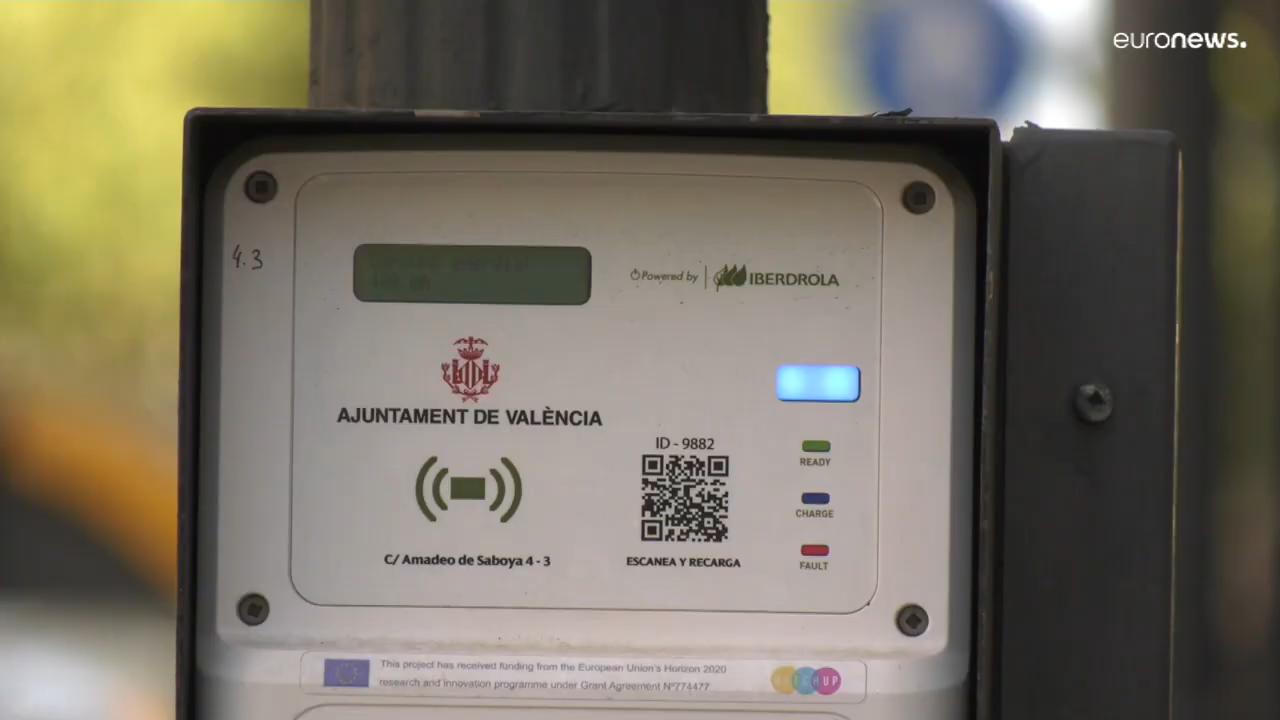 euronews.
4.3
Powered by
IBERDROLA
AJUNTAMENT DE VALÈNCIA
ID - 9882
READY
CHARGE
FAULT
C/ Amadeo de Saboya 4 - 3
ESCANEA Y RECARGA
This project has received funding from the European Union's Horizon 2020
research and innovation programme under Grant Agreement Nº774477